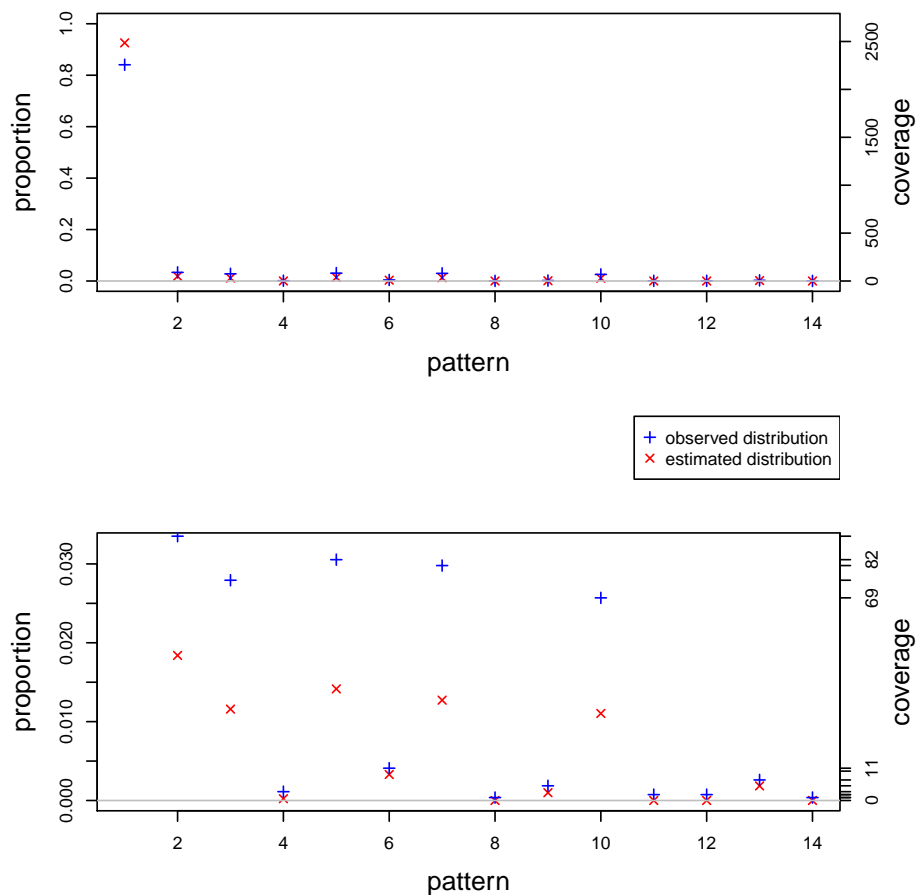 1.0
0.8
0.6
0.4
0.2
0.0
proportion
2500
1500
500
0
coverage
2 4 6 8 10 12 14
pattern
observed distribution
estimated distribution
0.030
0.020
0.010
0.000
proportion
82
69
11
0
coverage
2 4 6 8 10 12 14
pattern